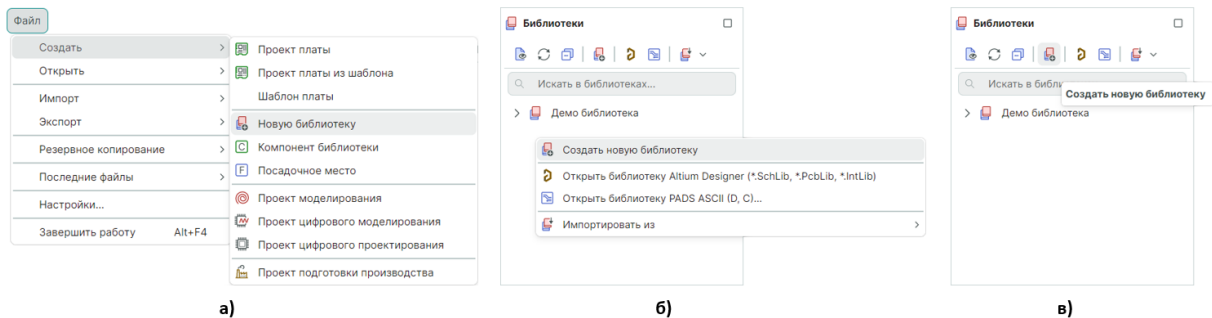 Файл
Создать
Открыть
Импорт
Экспорт
Резервное копирование
Последние файлы
Настройки...
Завершить работу Alt+F4
Проект платы
Проект платы из шаблона
Шаблон платы
Новую библиотеку
C Компонент библиотеки
F Посадочное место
Проект моделирования
Проект цифрового моделирования
Проект цифрового проектирования
Проект подготовки производства
а)
Библиотеки
Искать в библиотеках...
Демо библиотека
Создать новую библиотеку
Открыть библиотеку Altium Designer (*.SchLib, *.PcbLib, *.IntLib)
Открыть библиотеку PADS ASCII (D, C)...
Импортировать из
б)
Библиотеки
Искать в библи
Создать новую библиотеку
Демо библиотека
в)